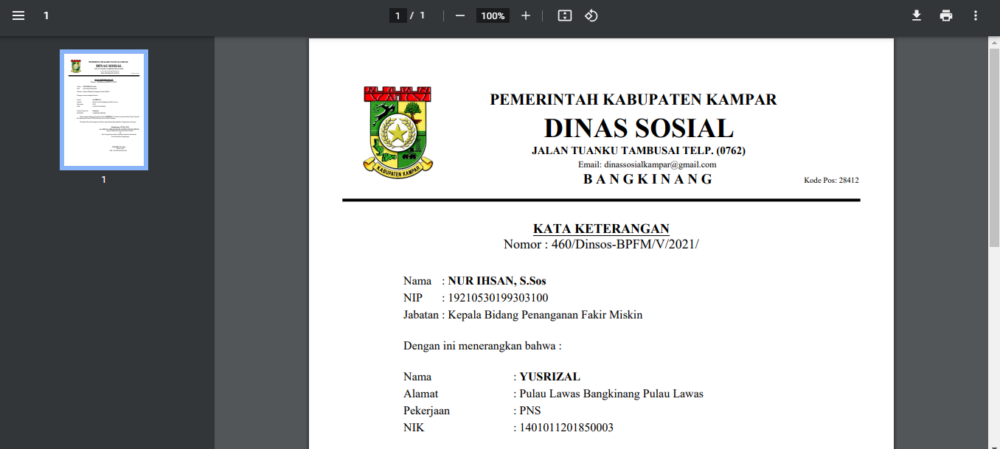 1
1 / 1
100%
1
PEMERINTAH KABUPATEN KAMPAR
DINAS SOSIAL
JALAN TUANKU TAMBUSAI TELP. (0762)
Email: dinassosialkampar@gmail.com
BANGKINANG
Kode Pos: 28412
KABUPATEN KAMPAR
KATA KETERANGAN
Nomor : 460/Dinsos-BPFM/V/2021/
Nama : NUR IHSAN, S.Sos
NIP : 19210530199303100
Jabatan : Kepala Bidang Penanganan Fakir Miskin
Dengan ini menerangkan bahwa :
Nama : YUSRIZAL
Alamat : Pulau Lawas Bangkinang Pulau Lawas
Pekerjaan : PNS
NIK : 1401011201850003